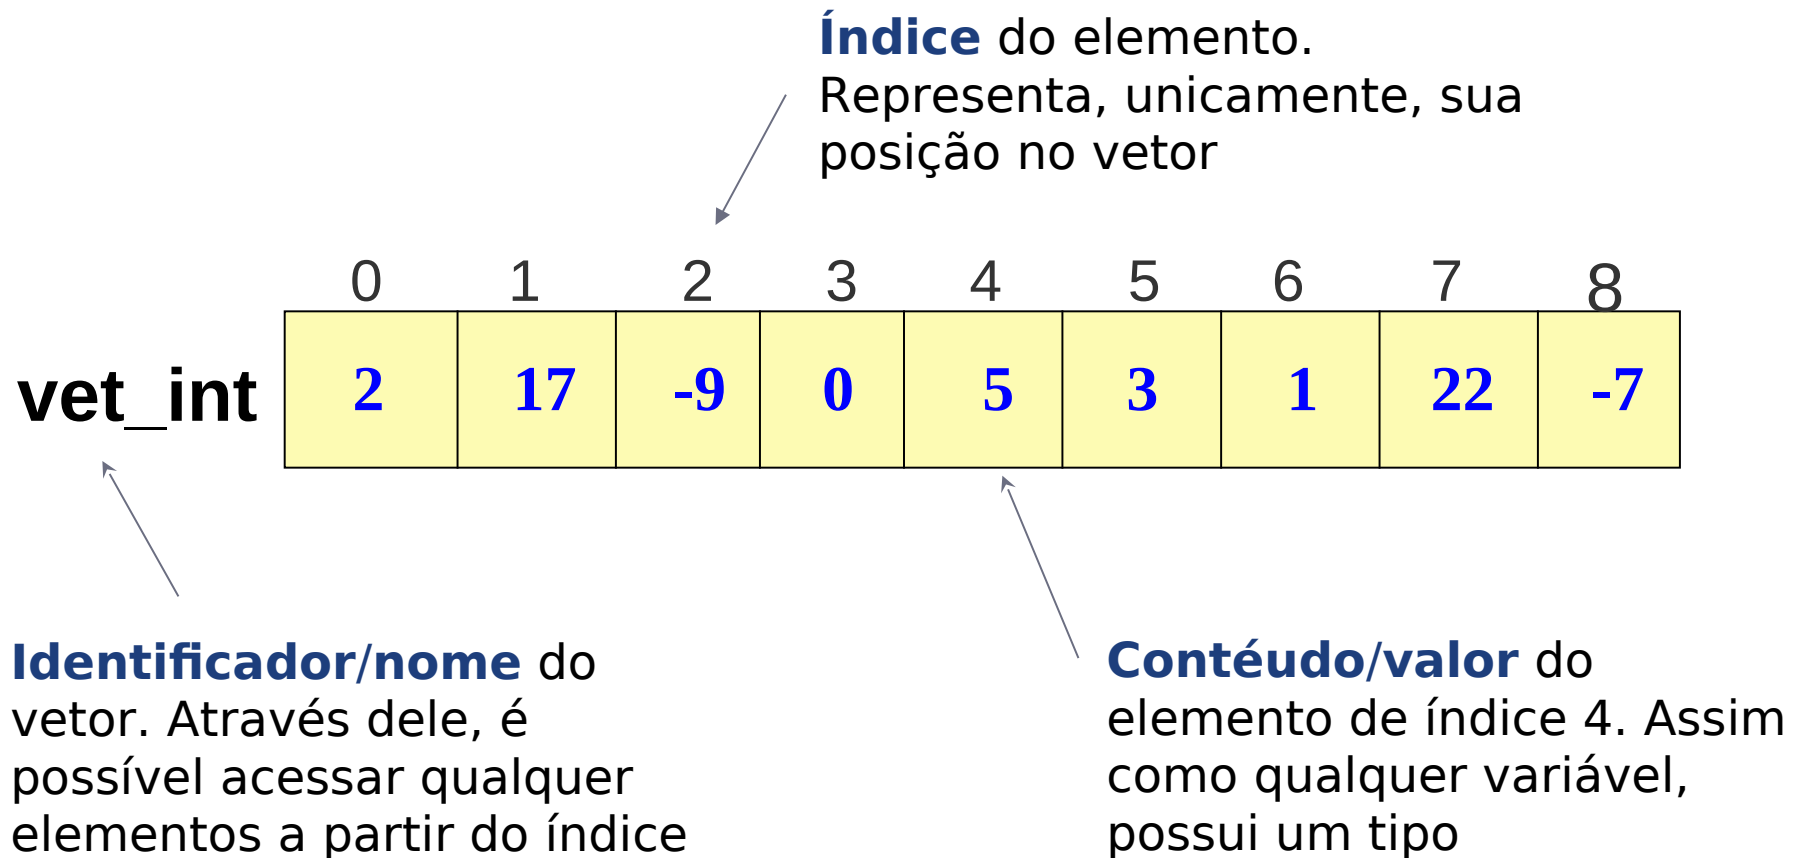 Índice do elemento.
Representa, unicamente, sua
posição no vetor
0 1 2 3 4 5 6 7 8
vet_int 2 17 -9 0 5 3 1 22 -7
Identificador/nome do
vetor. Através dele, é
possível acessar qualquer
elementos a partir do índice
Contéudo/valor do
elemento de índice 4. Assim
como qualquer variável,
possui um tipo